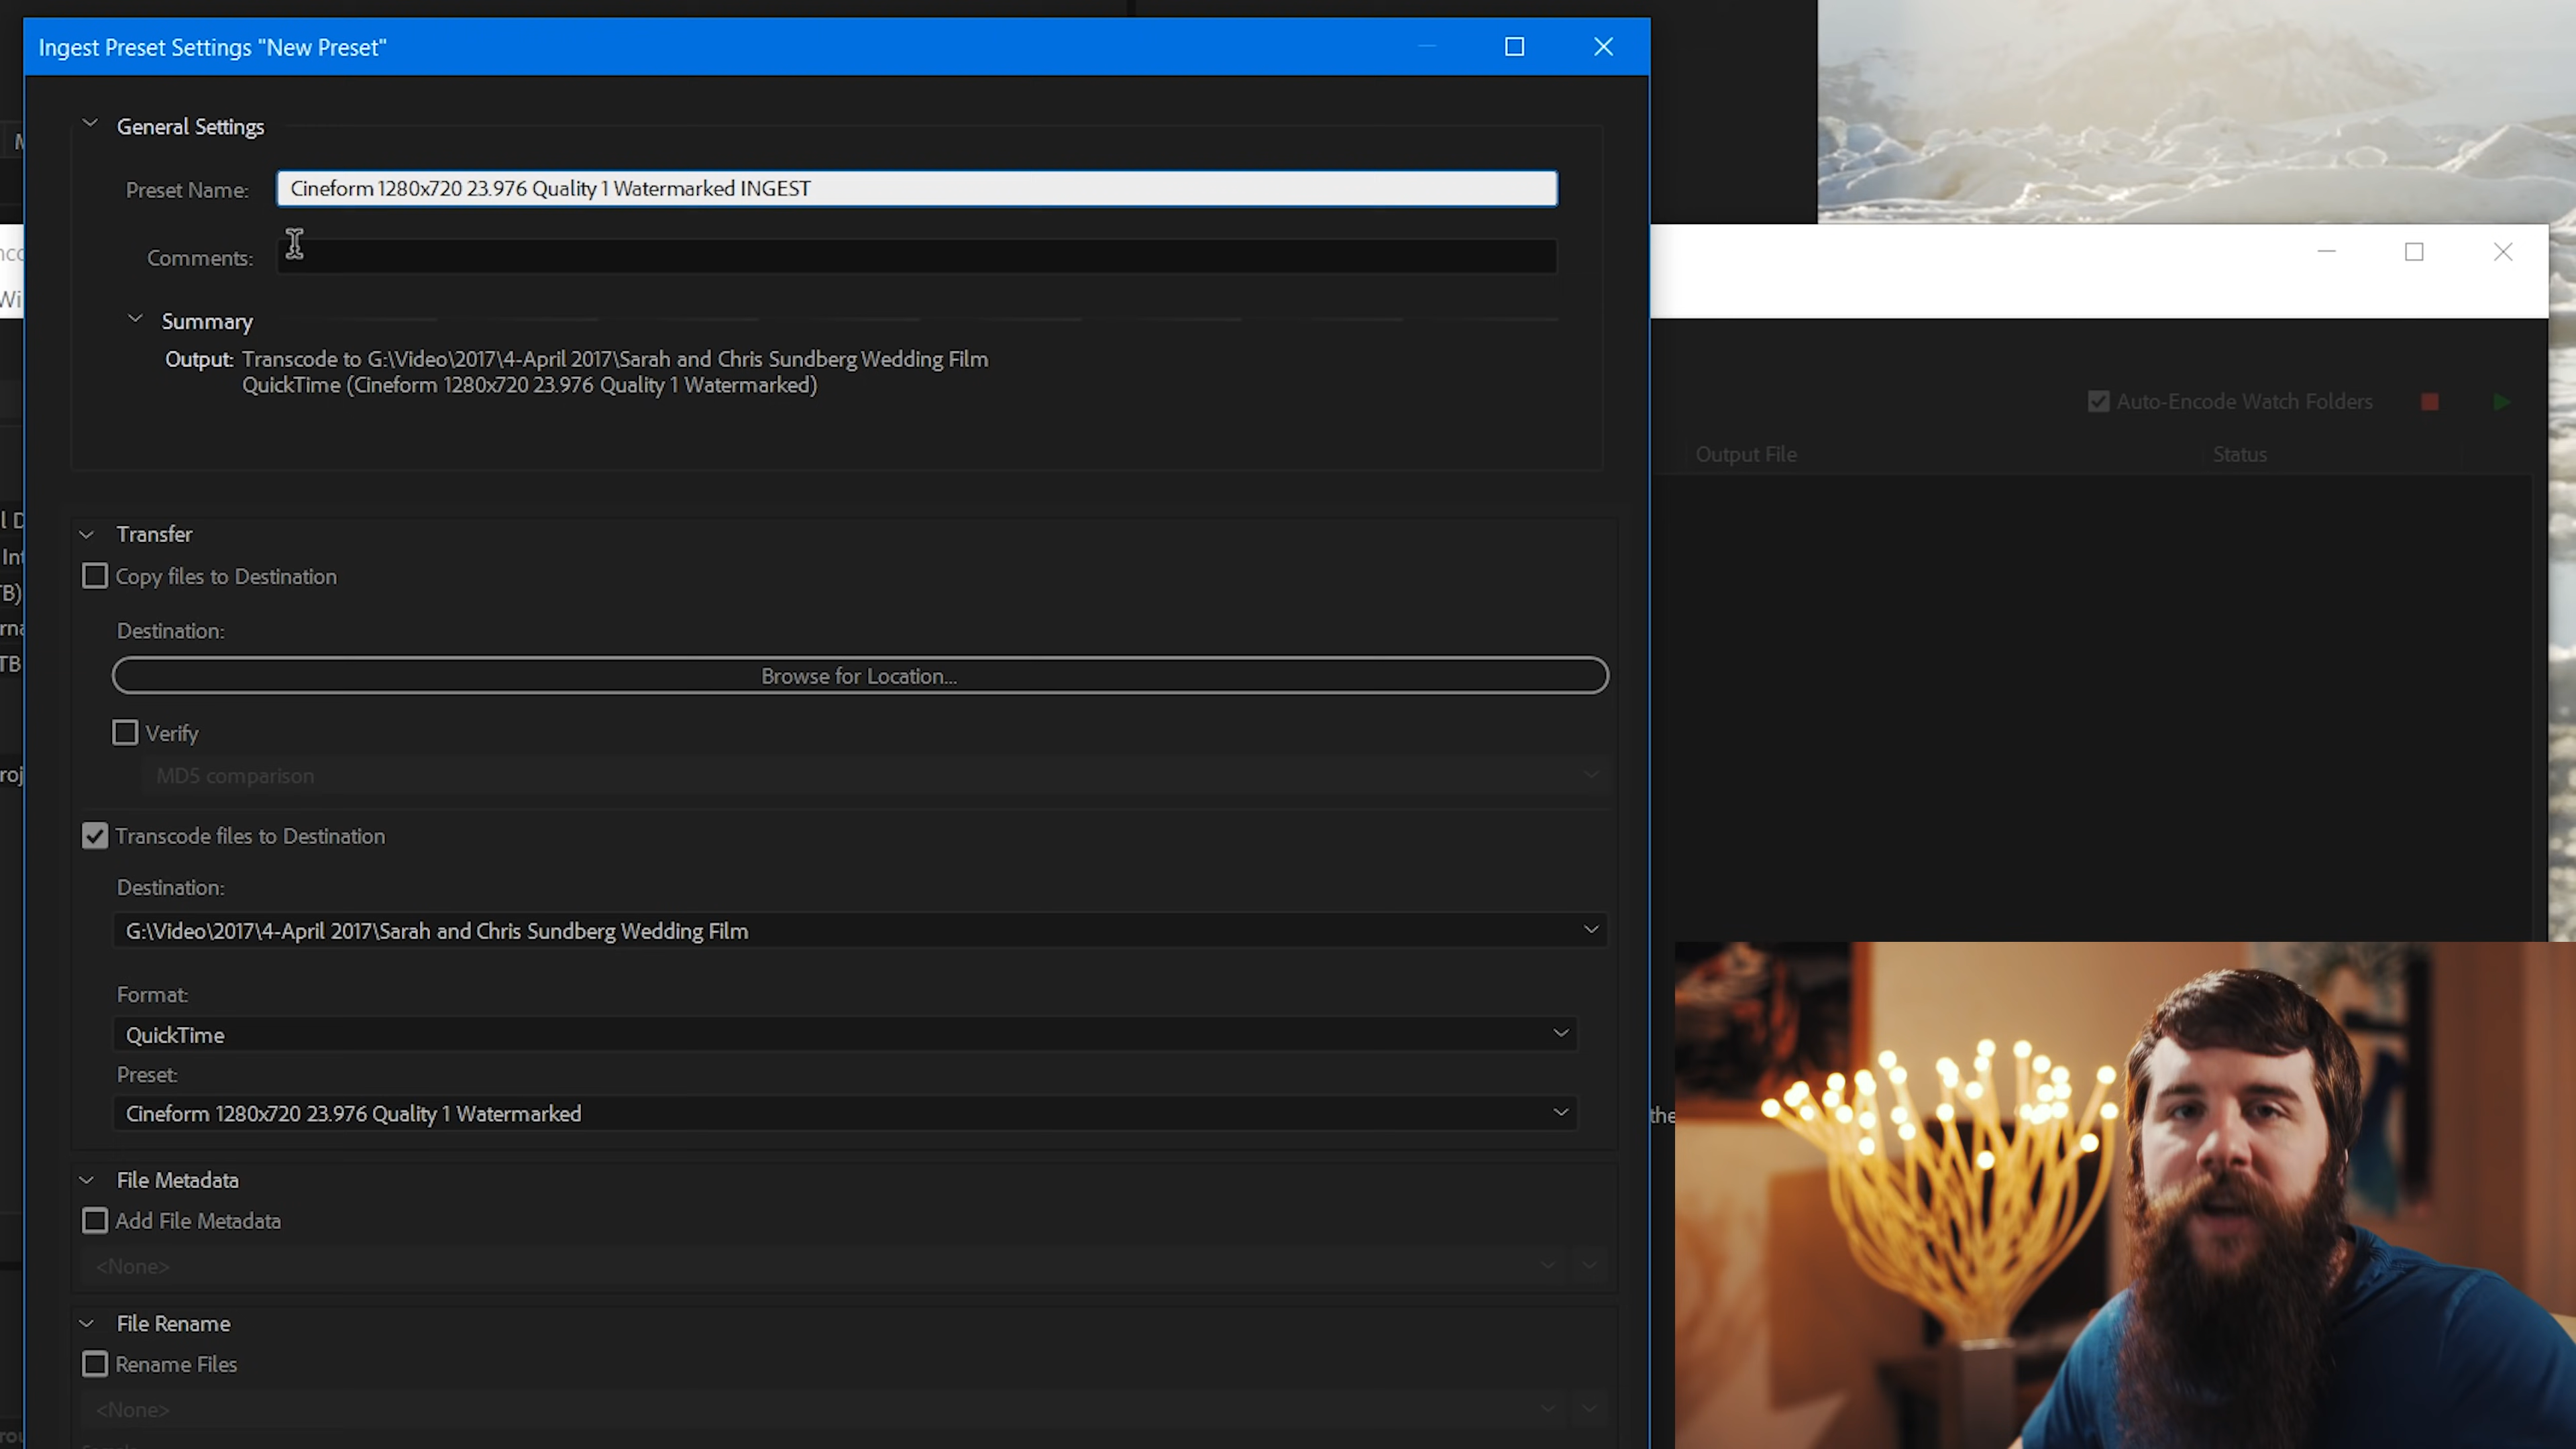 Ingest Preset Settings "New Preset"
General Settings
Preset Name: Cineform 1280x720 23.976 Quality 1 Watermarked INGEST
Comments:
Summary
Output: Transcode to G:\Video\2017\4-April 2017\Sarah and Chris Sundberg Wedding Film
QuickTime (Cineform 1280x720 23.976 Quality 1 Watermarked)
Auto-Encode Watch Folders
Output File Status
Transfer
Copy files to Destination
Destination:
Browse for Location...
Verify
MD5 comparison
Transcode files to Destination
Destination:
G:\Video\2017\4-April 2017\Sarah and Chris Sundberg Wedding Film
Format:
QuickTime
Preset:
Cineform 1280x720 23.976 Quality 1 Watermarked
the
File Metadata
Add File Metadata
<None>
File Rename
Rename Files
<None>